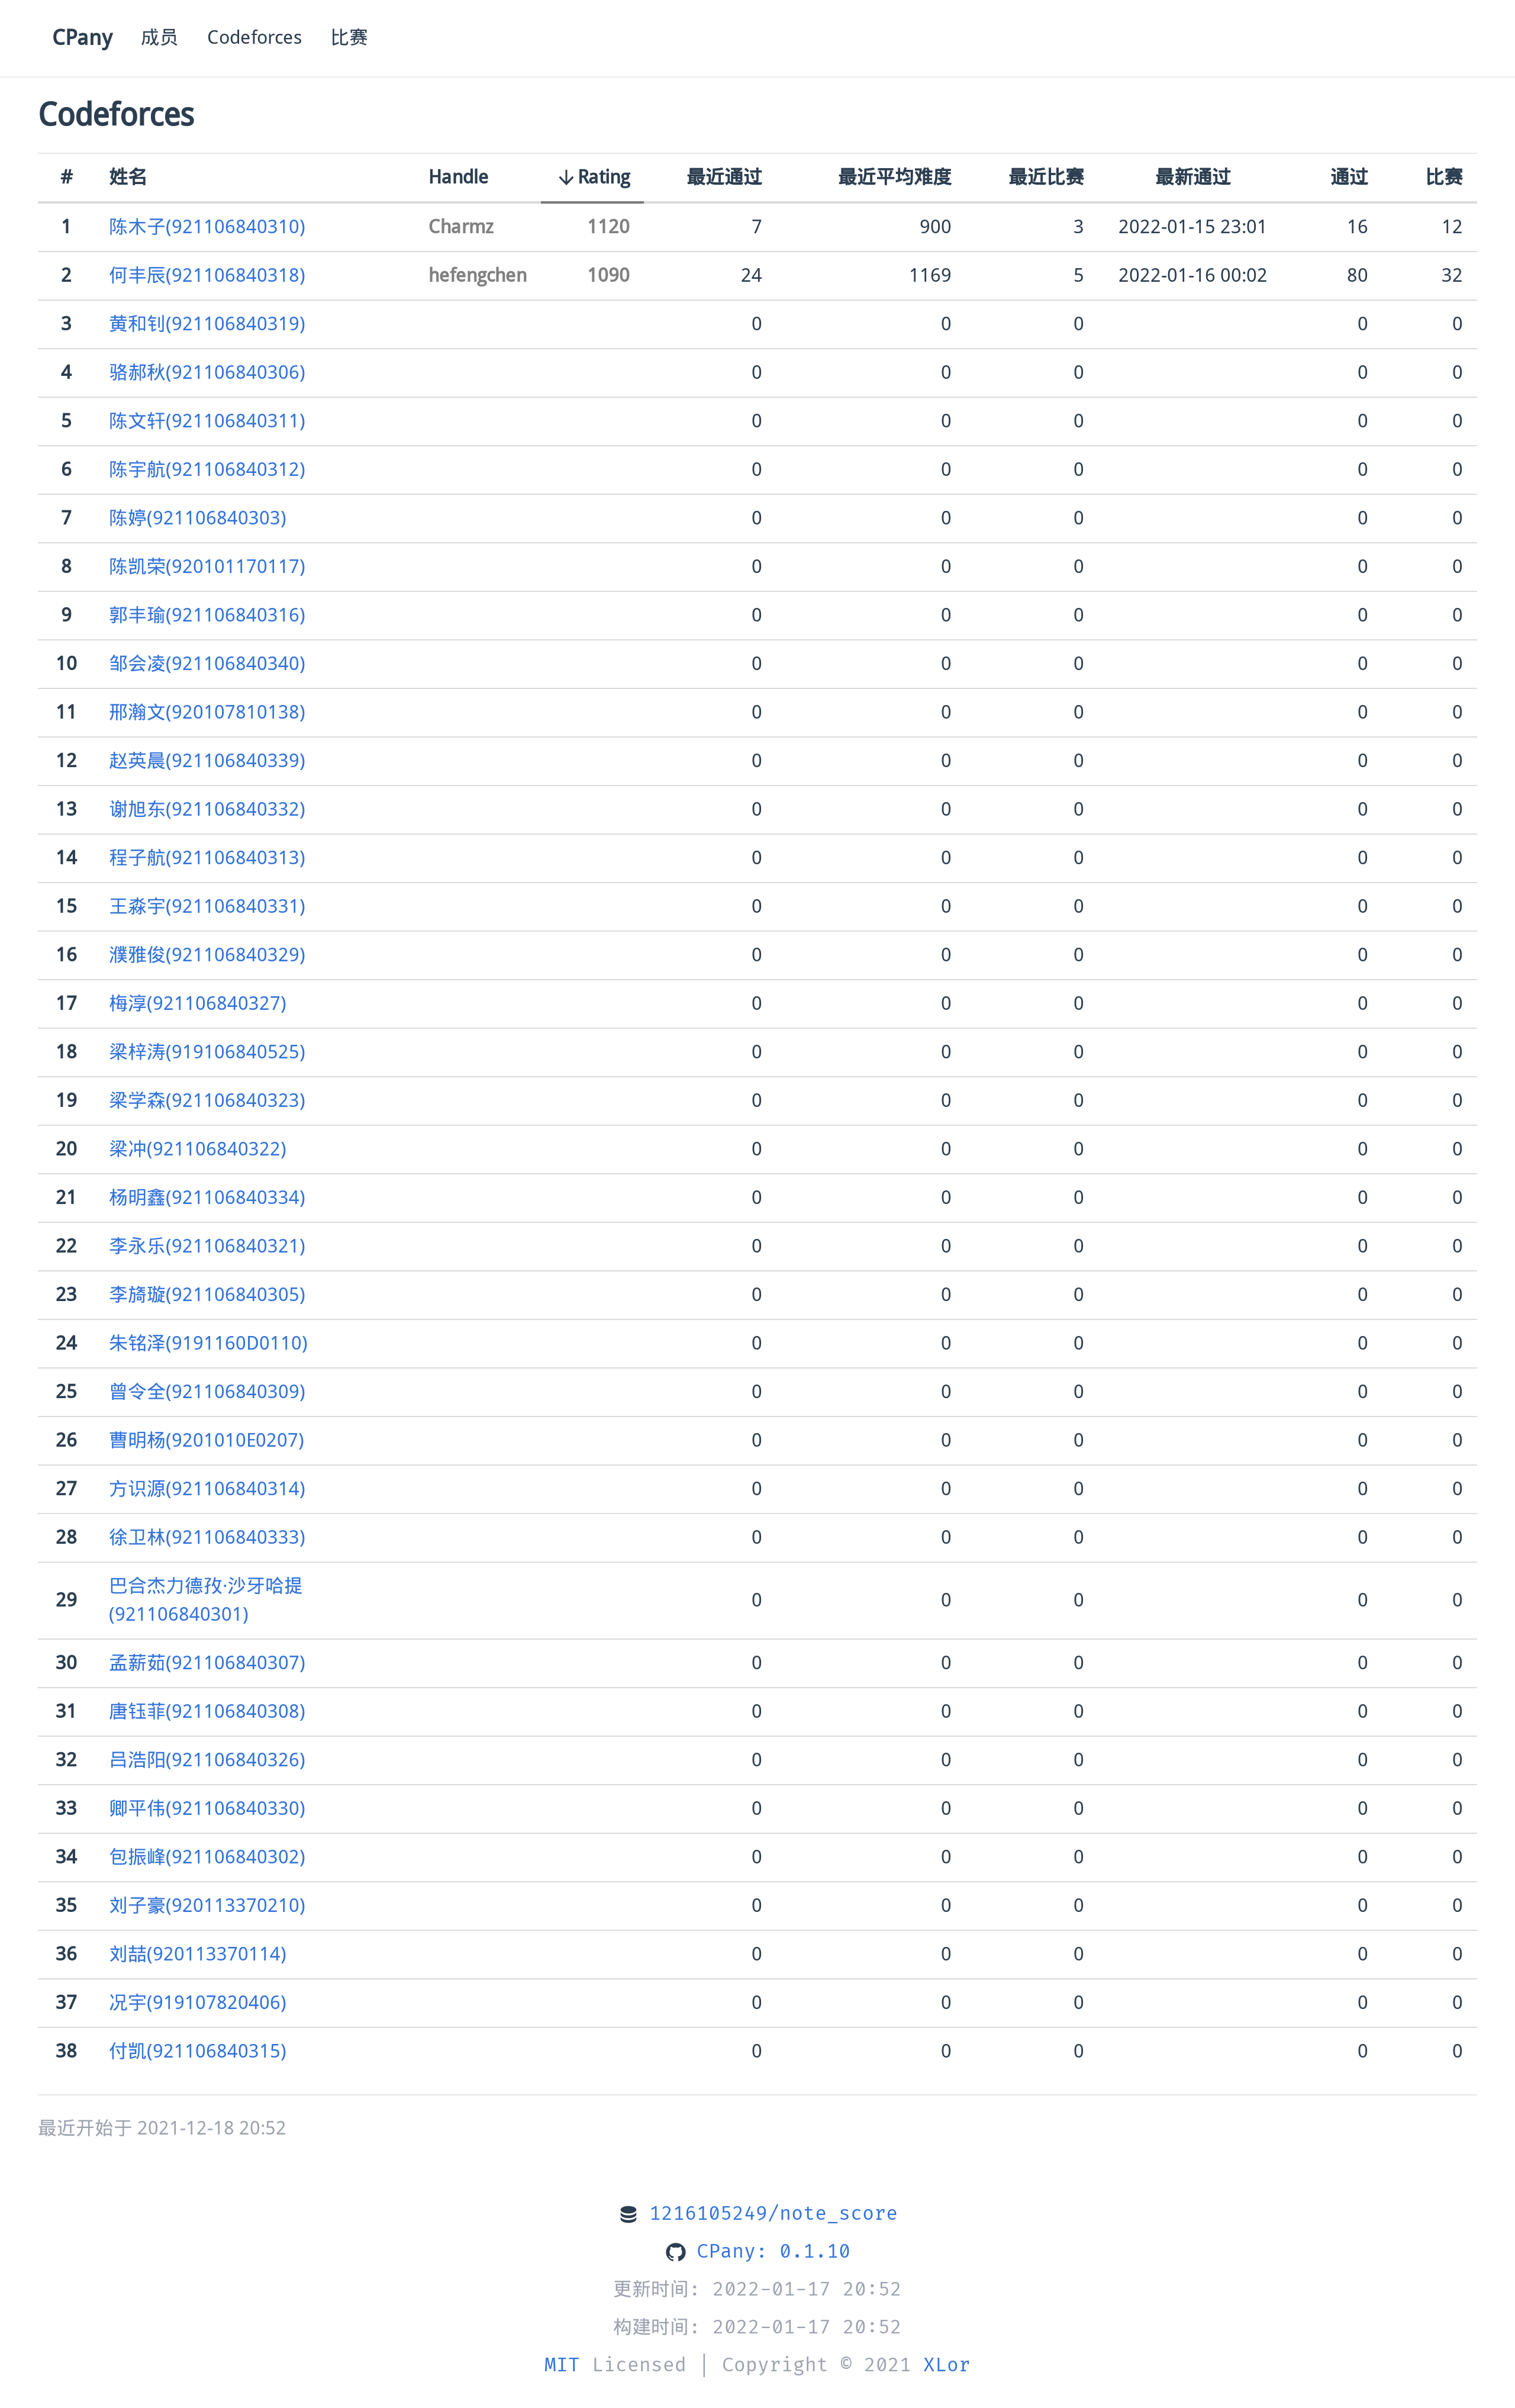 CPany 成员 Codeforces 比赛
Codeforces
# 姓名 Handle ↓ Rating 最近通过 最近平均难度 最近比赛 最新通过 通过 比赛
1 陈木子(921106840310) Charmz 1120 7 900 3 2022-01-15 23:01 16 12
2 何丰辰(921106840318) hefengchen 1090 24 1169 5 2022-01-16 00:02 80 32
3 黄和钊(921106840319) 0 0 0 0 0
4 骆郝秋(921106840306) 0 0 0 0 0
5 陈文轩(921106840311) 0 0 0 0 0
6 陈宇航(921106840312) 0 0 0 0 0
7 陈婷(921106840303) 0 0 0 0 0
8 陈凯荣(920101170117) 0 0 0 0 0
9 郭丰瑜(921106840316) 0 0 0 0 0
10 邹会凌(921106840340) 0 0 0 0 0
11 邢瀚文(920107810138) 0 0 0 0 0
12 赵英晨(921106840339) 0 0 0 0 0
13 谢旭东(921106840332) 0 0 0 0 0
14 程子航(921106840313) 0 0 0 0 0
15 王淼宇(921106840331) 0 0 0 0 0
16 濮雅俊(921106840329) 0 0 0 0 0
17 梅淳(921106840327) 0 0 0 0 0
18 梁梓涛(919106840525) 0 0 0 0 0
19 梁学森(921106840323) 0 0 0 0 0
20 梁冲(921106840322) 0 0 0 0 0
21 杨明鑫(921106840334) 0 0 0 0 0
22 李永乐(921106840321) 0 0 0 0 0
23 李旖璇(921106840305) 0 0 0 0 0
24 朱铭泽(9191160D0110) 0 0 0 0 0
25 曾令全(921106840309) 0 0 0 0 0
26 曹明杨(9201010E0207) 0 0 0 0 0
27 方识源(921106840314) 0 0 0 0 0
28 徐卫林(921106840333) 0 0 0 0 0
29 巴合杰力德孜·沙牙哈提
(921106840301) 0 0 0 0 0
30 孟薪茹(921106840307) 0 0 0 0 0
31 唐钰菲(921106840308) 0 0 0 0 0
32 吕浩阳(921106840326) 0 0 0 0 0
33 卿平伟(921106840330) 0 0 0 0 0
34 包振峰(921106840302) 0 0 0 0 0
35 刘子豪(920113370210) 0 0 0 0 0
36 刘喆(920113370114) 0 0 0 0 0
37 况宇(919107820406) 0 0 0 0 0
38 付凯(921106840315) 0 0 0 0 0
最近开始于 2021-12-18 20:52
1216105249/note_score
CPany: 0.1.10
更新时间: 2022-01-17 20:52
构建时间: 2022-01-17 20:52
MIT Licensed | Copyright © 2021 XLor